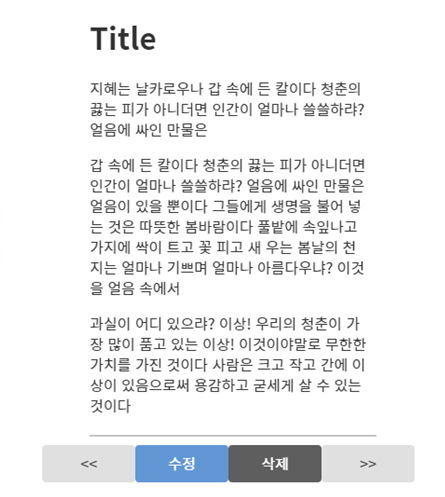 Title
지혜는 날카로우나 갑 속에 든 칼이다 청춘의
끓는 피가 아니더면 인간이 얼마나 쓸쓸하랴?
얼음에 싸인 만물은
갑 속에 든 칼이다 청춘의 끓는 피가 아니더면
인간이 얼마나 쓸쓸하랴? 얼음에 싸인 만물은
얼음이 있을 뿐이다 그들에게 생명을 불어 넣
는 것은 따뜻한 봄바람이다 풀밭에 속잎나고
가지에 싹이 트고 꽃 피고 새 우는 봄날의 천
지는 얼마나 기쁘며 얼마나 아름다우냐? 이것
을 얼음 속에서
과실이 어디 있으랴? 이상! 우리의 청춘이 가
장 많이 품고 있는 이상! 이것이야말로 무한한
가치를 가진 것이다 사람은 크고 작고 간에 이
상이 있음으로써 용감하고 굳세게 살 수 있는
것이다
<< 수정 삭제 >>